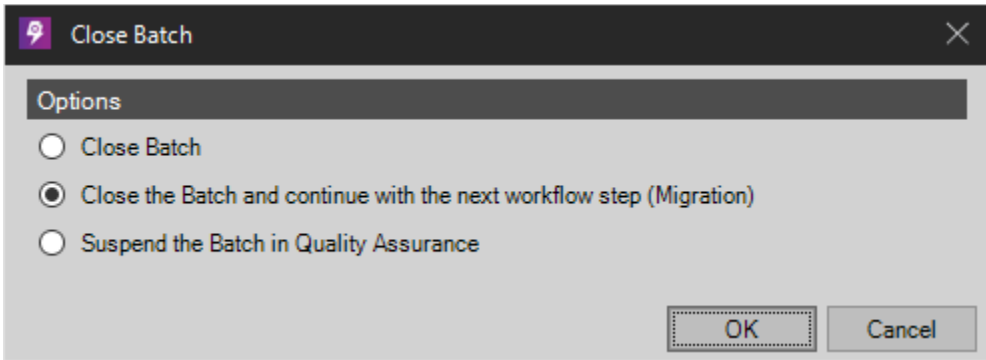 Close Batch
Options
Close Batch
Close the Batch and continue with the next workflow step (Migration)
Suspend the Batch in Quality Assurance
OK Cancel